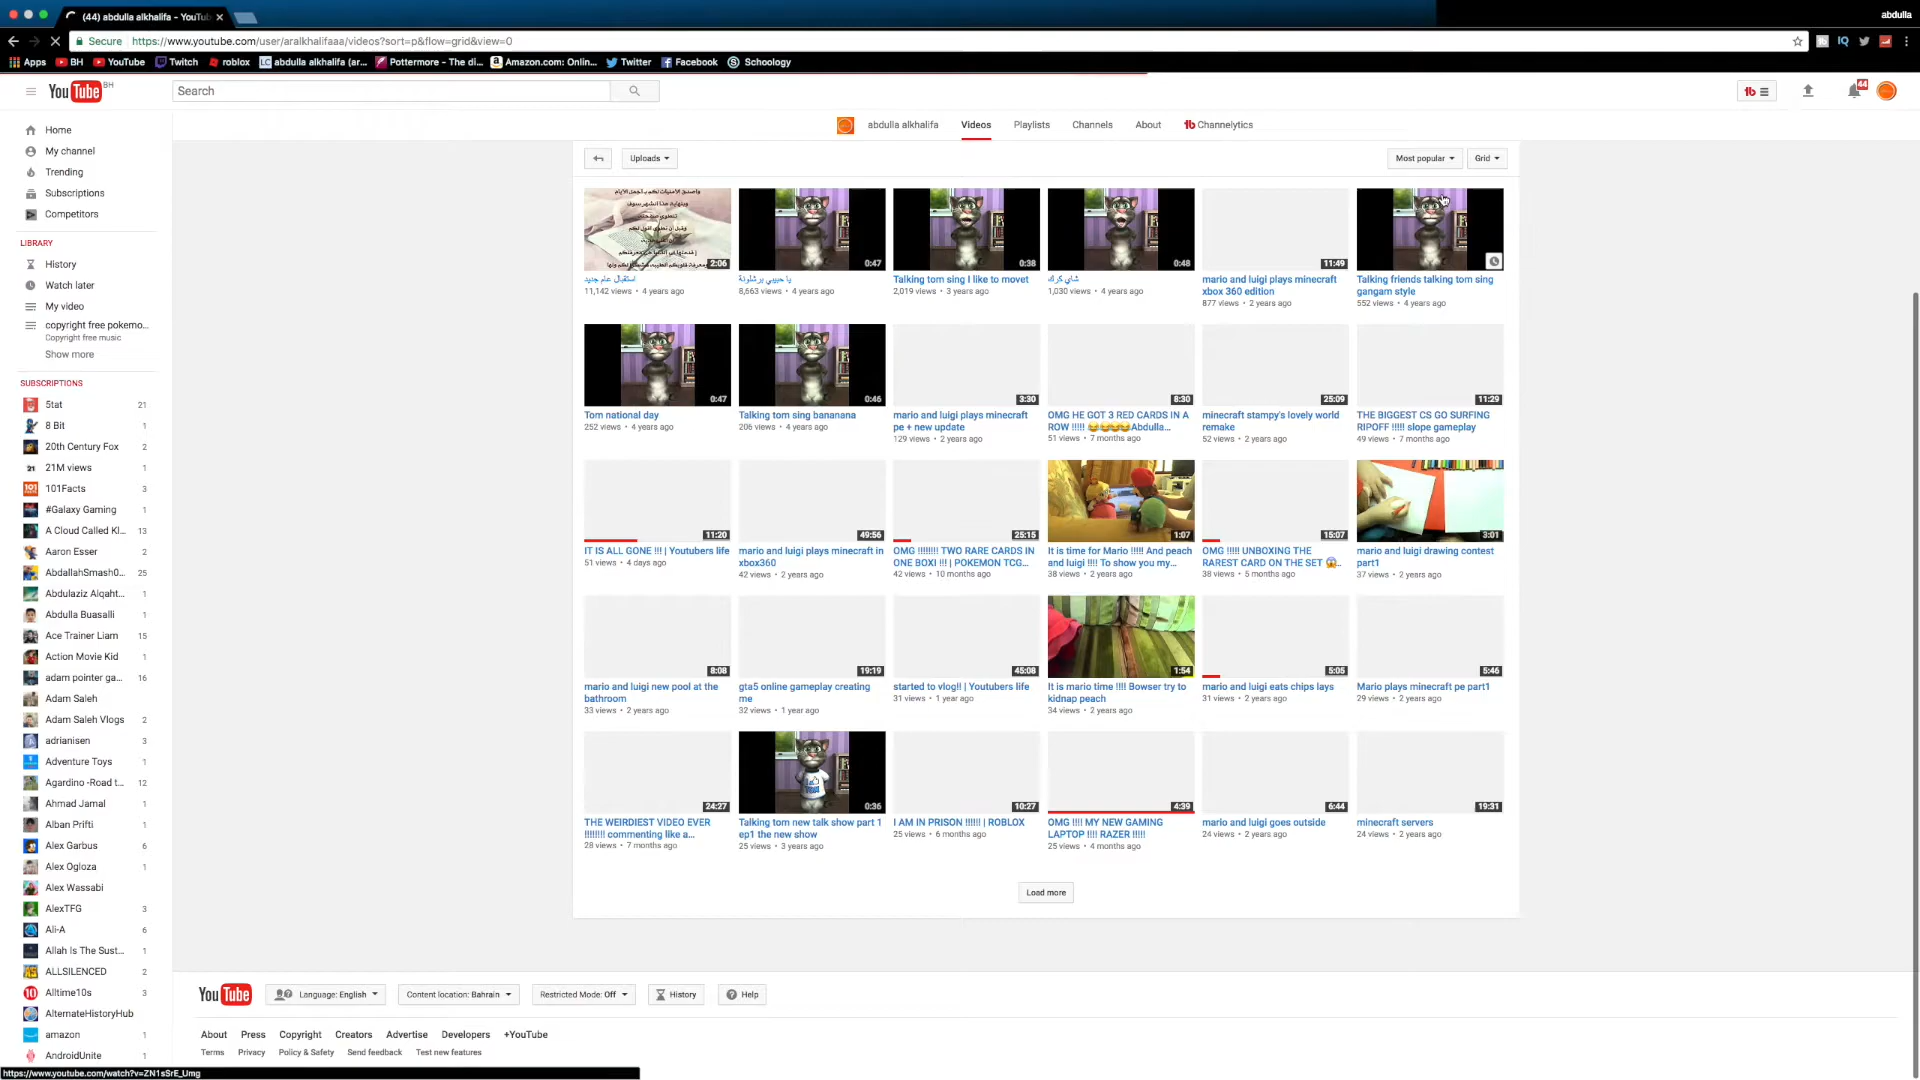 (44) abdulla alkhalifa - YouTub
abdulla
Secure https://www.youtube.com/user/aralkhalifaaa/videos?sort=p&flow=grid&view=0
Apps BH YouTube Twitch roblox abdulla alkhalifa (ar... Pottermore - The di... Amazon.com: Onlin... Twitter Facebook Schoology
YouTube BH
Search
44
abdulla alkhalifa Videos Playlists Channels About Channelytics
Uploads Most popular Grid
Home
My channel
Trending
Subscriptions
Competitors
LIBRARY
History
Watch later
My video
copyright free pokemo...
Copyright free music
Show more
SUBSCRIPTIONS
5tat 21
8 Bit 1
20th Century Fox 2
21M views 1
101Facts 3
#Galaxy Gaming 1
A Cloud Called Kl... 13
Aaron Esser 2
AbdallahSmash0... 25
Abdulaziz Alqaht... 1
Abdulla Buasalli 1
Ace Trainer Liam 15
Action Movie Kid 1
adam pointer ga... 16
Adam Saleh
Adam Saleh Vlogs 2
adrianisen 3
Adventure Toys 1
Agardino -Road t... 12
Ahmad Jamal 1
Alban Prifti 1
Alex Garbus 6
Alex Ogloza 1
Alex Wassabi
AlexTFG 3
Ali-A 6
Allah Is The Sust... 1
ALLSILENCED 2
Alltime10s 3
AlternateHistoryHub
amazon 1
AndroidUnite 1
2:06
استقبال عام جديد
11,142 views • 4 years ago
0:47
يا حبيبي برشلونة
8,663 views • 4 years ago
0:38
Talking tom sing I like to movet
2,019 views • 3 years ago
0:48
شاي كرك
1,030 views • 4 years ago
11:49
mario and luigi plays minecraft
xbox 360 edition
877 views • 2 years ago
Talking friends talking tom sing
gangam style
552 views • 4 years ago
0:47
Tom national day
252 views • 4 years ago
0:46
Talking tom sing bananana
206 views • 4 years ago
3:30
mario and luigi plays minecraft
pe + new update
129 views • 2 years ago
8:30
OMG HE GOT 3 RED CARDS IN A
ROW !!!!! 😂😂😂😂Abdulla...
51 views • 7 months ago
25:09
minecraft stampy's lovely world
remake
52 views • 2 years ago
11:29
THE BIGGEST CS GO SURFING
RIPOFF !!!!! slope gameplay
49 views • 7 months ago
11:20
IT IS ALL GONE !!! | Youtubers life
51 views • 4 days ago
49:56
mario and luigi plays minecraft in
xbox360
42 views • 2 years ago
25:15
OMG !!!!!!!! TWO RARE CARDS IN
ONE BOX! !!! | POKEMON TCG...
42 views • 10 months ago
1:07
It is time for Mario !!!!! And peach
and luigi !!!! To show you my...
38 views • 2 years ago
15:07
OMG !!!!! UNBOXING THE
RAREST CARD ON THE SET 😱..
38 views • 5 months ago
3:01
mario and luigi drawing contest
part1
37 views • 2 years ago
8:08
mario and luigi new pool at the
bathroom
33 views • 2 years ago
19:19
gta5 online gameplay creating
me
32 views • 1 year ago
45:08
started to vlog!! | Youtubers life
31 views • 1 year ago
1:54
It is mario time !!!! Bowser try to
kidnap peach
34 views • 2 years ago
5:05
mario and luigi eats chips lays
31 views • 2 years ago
5:46
Mario plays minecraft pe part1
29 views • 2 years ago
24:27
THE WEIRDIEST VIDEO EVER
!!!!!!!! commenting like a...
28 views • 7 months ago
0:36
Talking tom new talk show part 1
ep1 the new show
25 views • 3 years ago
10:27
I AM IN PRISON !!!!!! | ROBLOX
25 views • 6 months ago
4:39
OMG !!!! MY NEW GAMING
LAPTOP !!!! RAZER !!!!!
25 views • 4 months ago
6:44
mario and luigi goes outside
24 views • 2 years ago
19:31
minecraft servers
24 views • 2 years ago
Load more
YouTube Language: English Content location: Bahrain Restricted Mode: Off History Help
About Press Copyright Creators Advertise Developers +YouTube
Terms Privacy Policy & Safety Send feedback Test new features
https://www.youtube.com/watch?v=ZN1sSrE_Umg